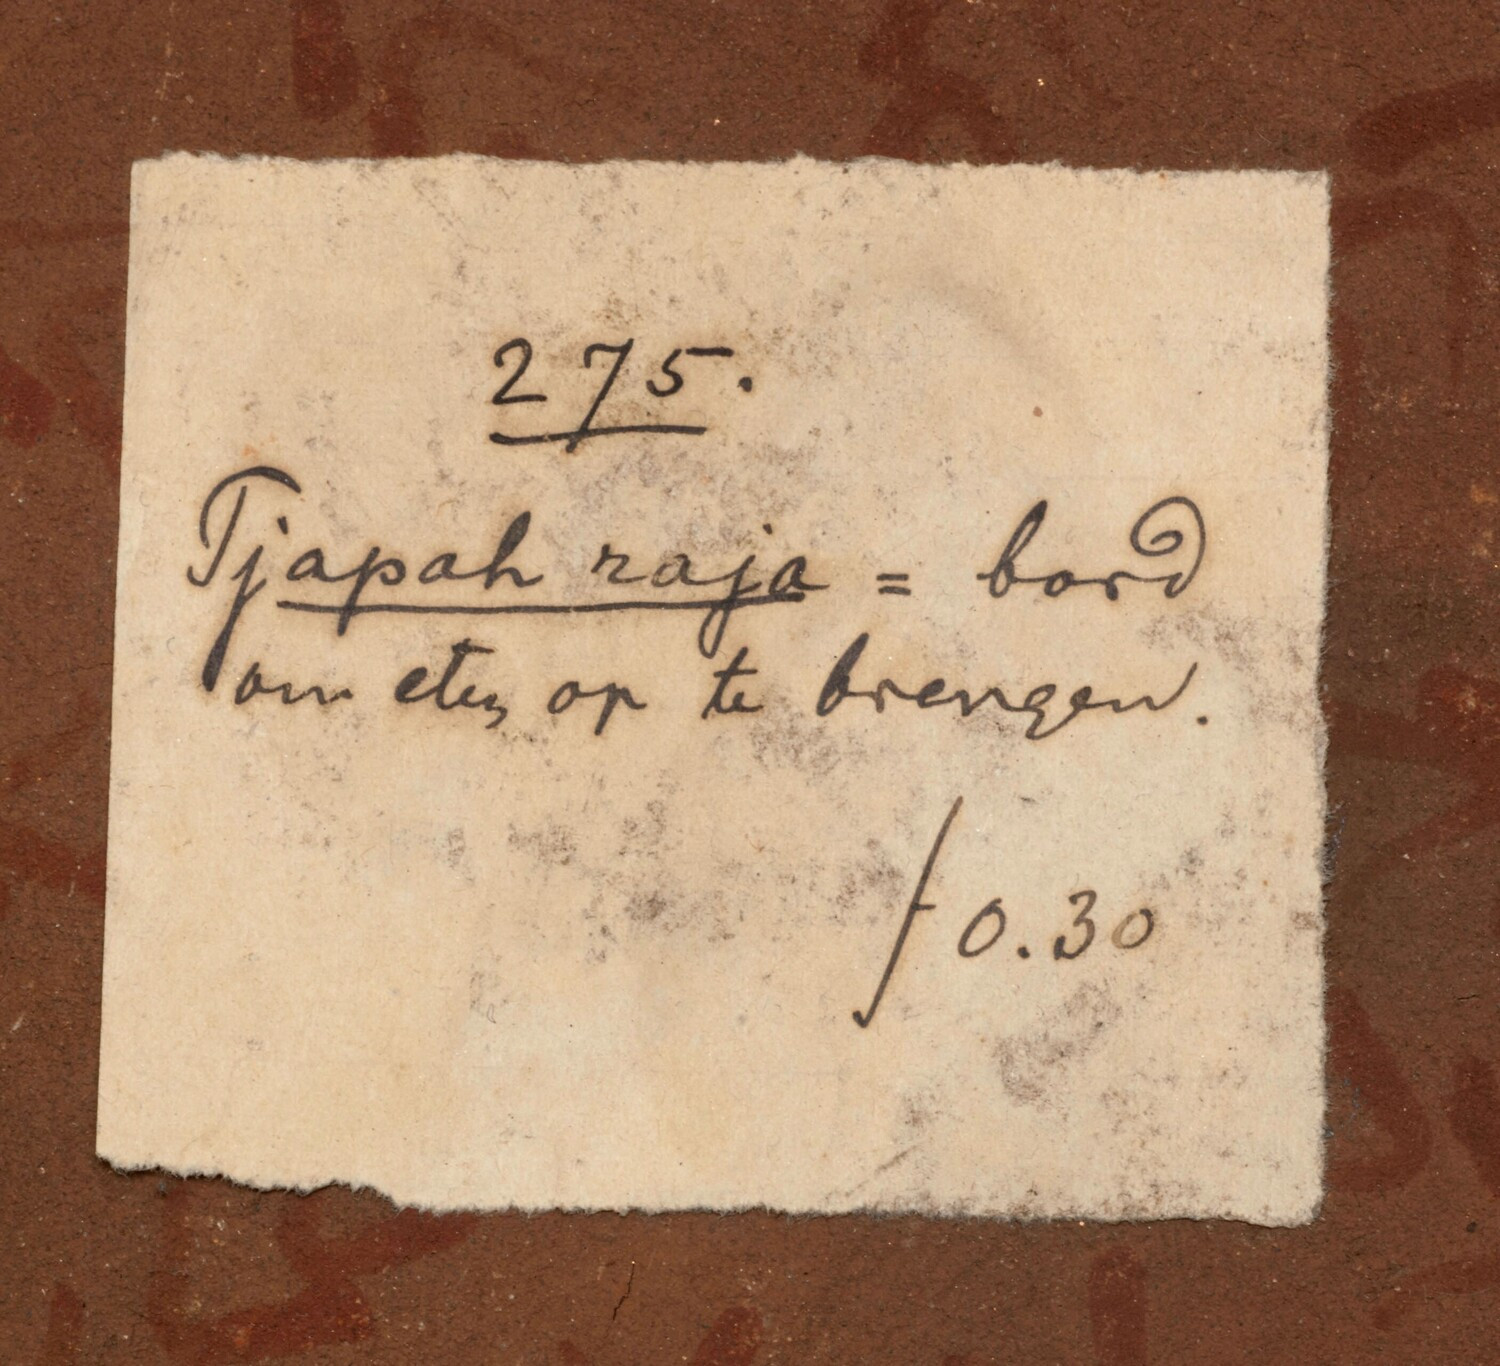 275.
Tjapah raja = bord
om eten op te brengen.
f 0.30